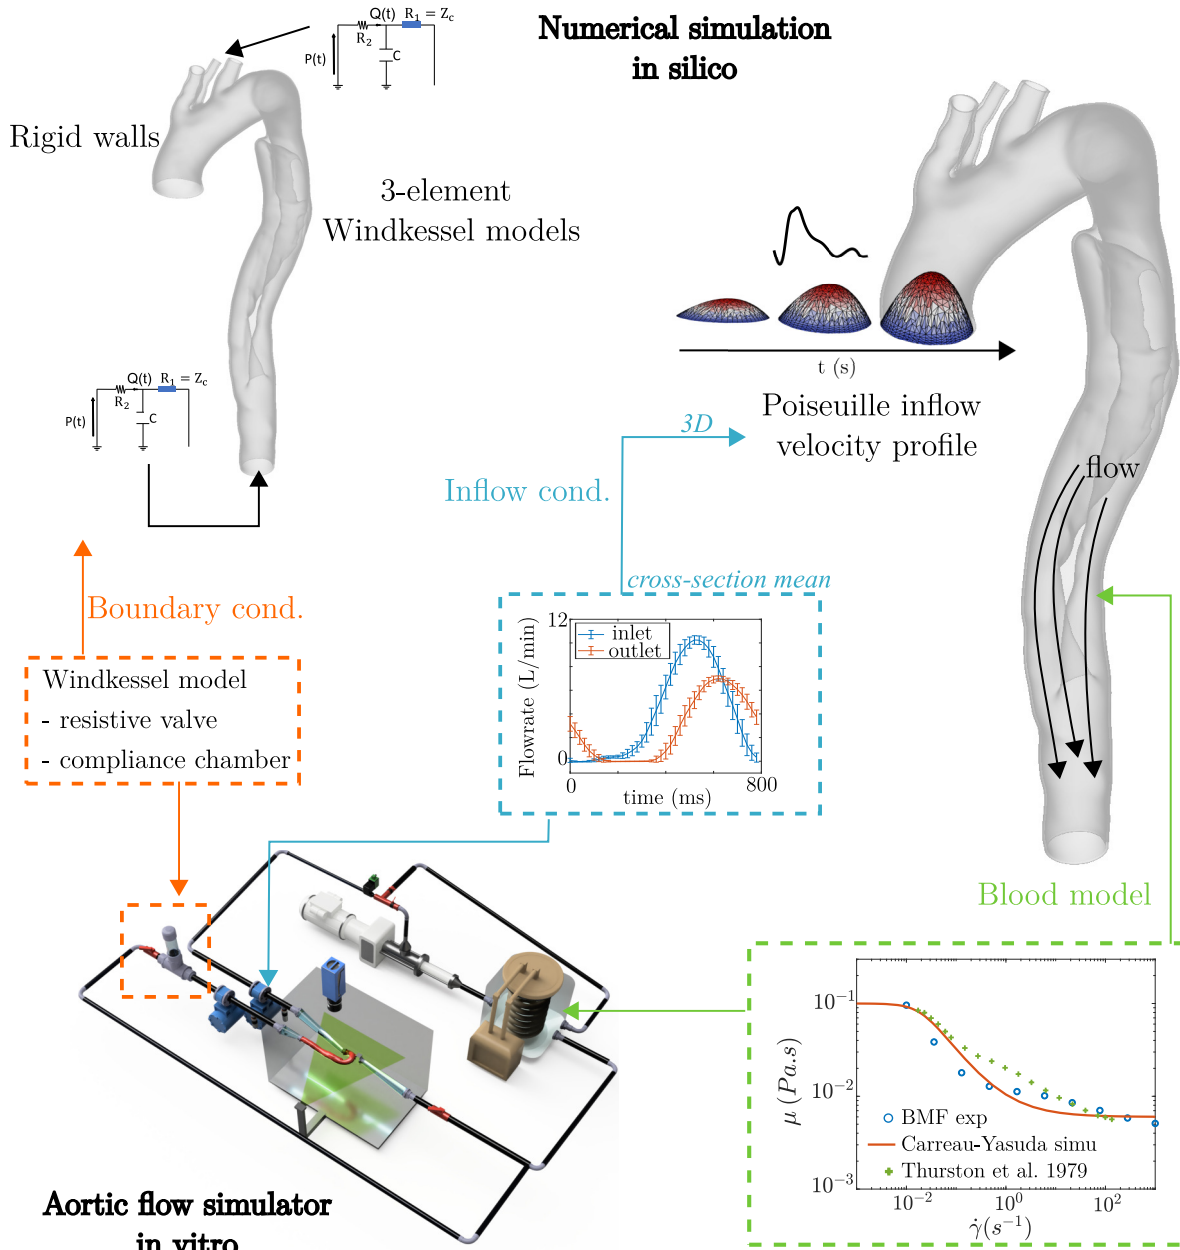 Numerical simulation
in silico
Q(t) R₁ = Z_c
R₂
P(t)
C
Rigid walls
3-element
Windkessel models
t (s)
Poiseuille inflow
velocity profile
Q(t) R₁ = Z_c
R₂
P(t)
C
3D
Inflow cond.
flow
cross-section mean
Boundary cond.
Windkessel model
- resistive valve
- compliance chamber
12
inlet
outlet
Flowrate (L/min)
0
0 800
time (ms)
Blood model
10⁻¹
10⁻²
10⁻³
μ (Pa.s)
BMF exp
Carreau-Yasuda simu
Thurston et al. 1979
10⁻² 10⁰ 10²
γ̇(s⁻¹)
Aortic flow simulator
in vitro